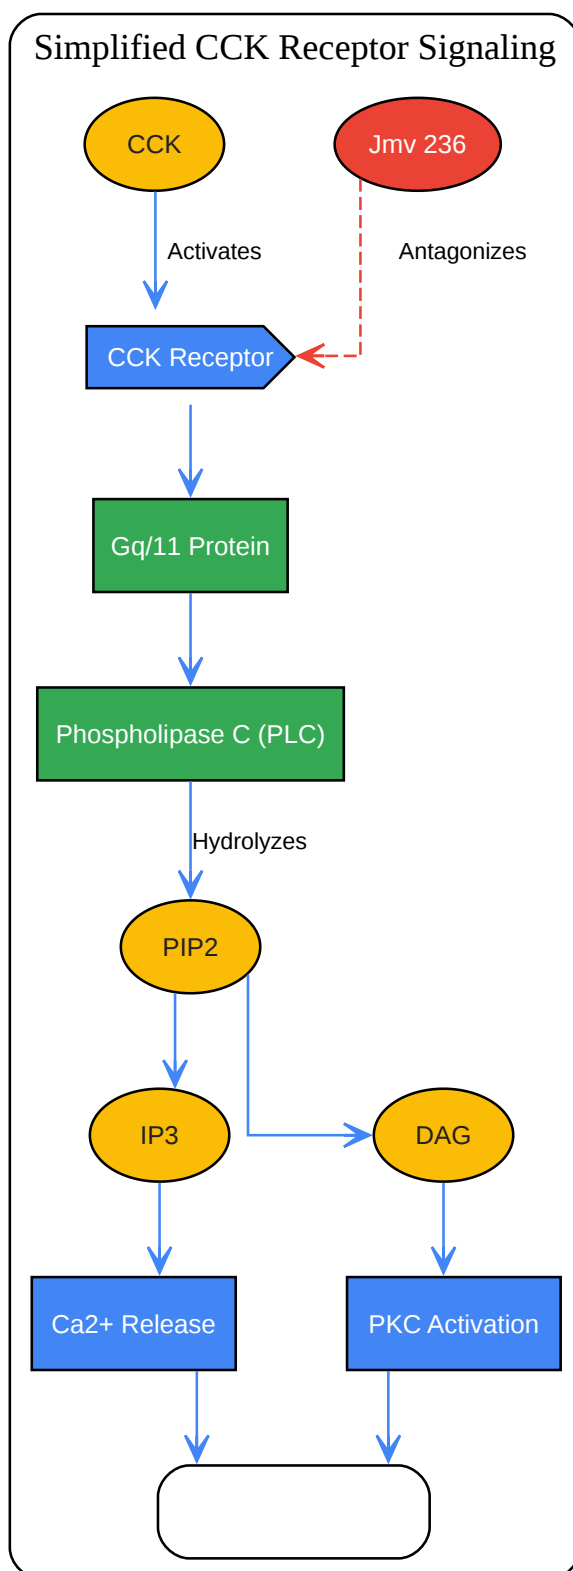 Simplified CCK Receptor Signaling
CCK
Jmv 236
Activates
Antagonizes
CCK Receptor
Gq/11 Protein
Phospholipase C (PLC)
Hydrolyzes
PIP2
IP3
DAG
Ca2+ Release
PKC Activation